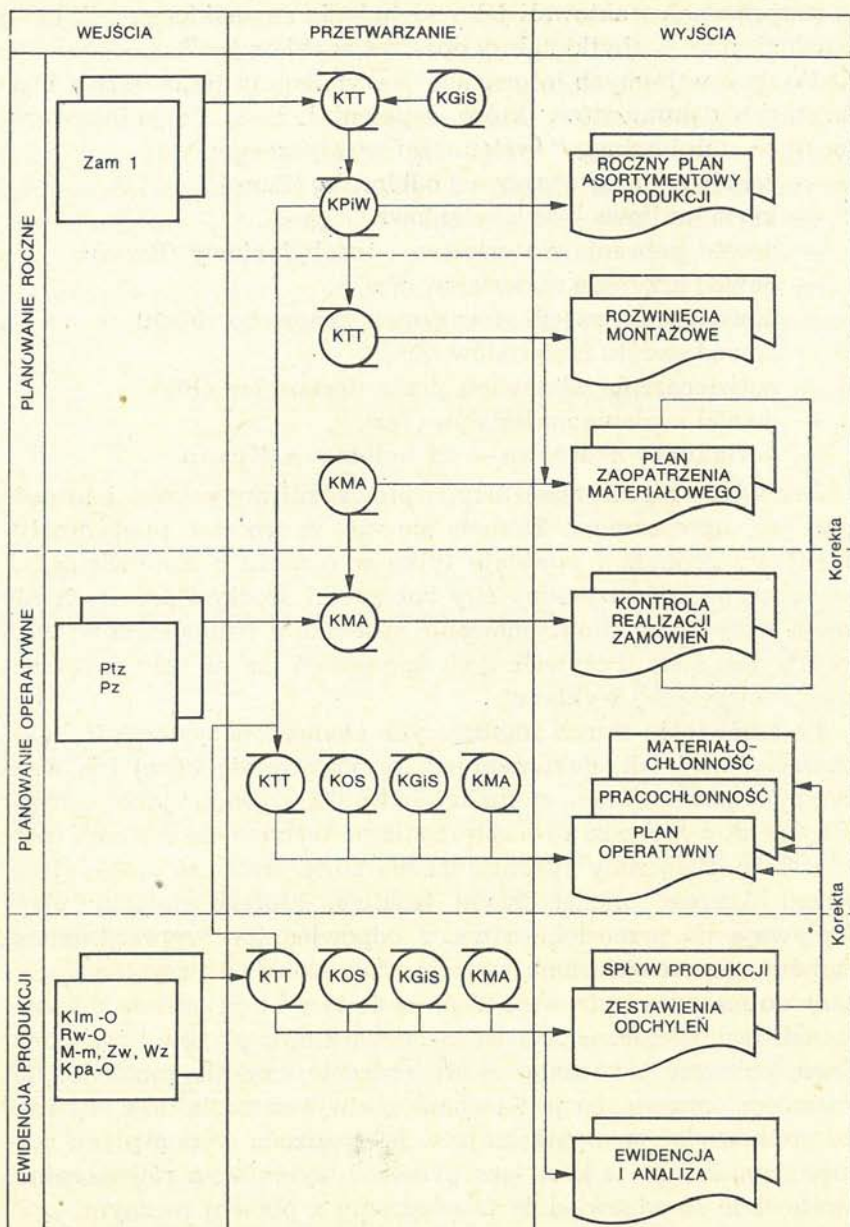 WEJŚCIA
PRZETWARZANIE
WYJŚCIA
PLANOWANIE ROCZNE
Zam 1
KTT
KGiS
KPiW
KTT
KMA
ROCZNY PLAN
ASORTYMENTOWY
PRODUKCJI
ROZWINIĘCIA
MONTAŻOWE
PLAN
ZAOPATRZENIA
MATERIAŁOWEGO
Korekta
PLANOWANIE OPERATYWNE
Ptz
Pz
KMA
KONTROLA
REALIZACJI
ZAMÓWIEŃ
KTT
KOS
KGiS
KMA
MATERIAŁO-
CHŁONNOŚĆ
PRACOCHŁONNOŚĆ
PLAN
OPERATYWNY
Korekta
EWIDENCJA PRODUKCJI
Klm -O
Rw-O
M-m, Zw, Wz
Kpa-O
KTT
KOS
KGiS
KMA
SPŁYW PRODUKCJI
ZESTAWIENIA
ODCHYLEŃ
EWIDENCJA
I ANALIZA